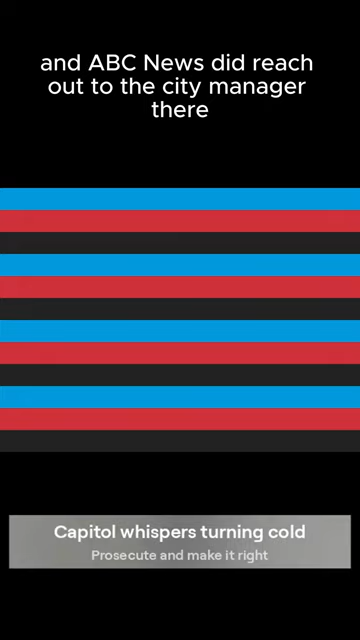 and ABC News did reach
out to the city manager
there
Capitol whispers turning cold
Prosecute and make it right